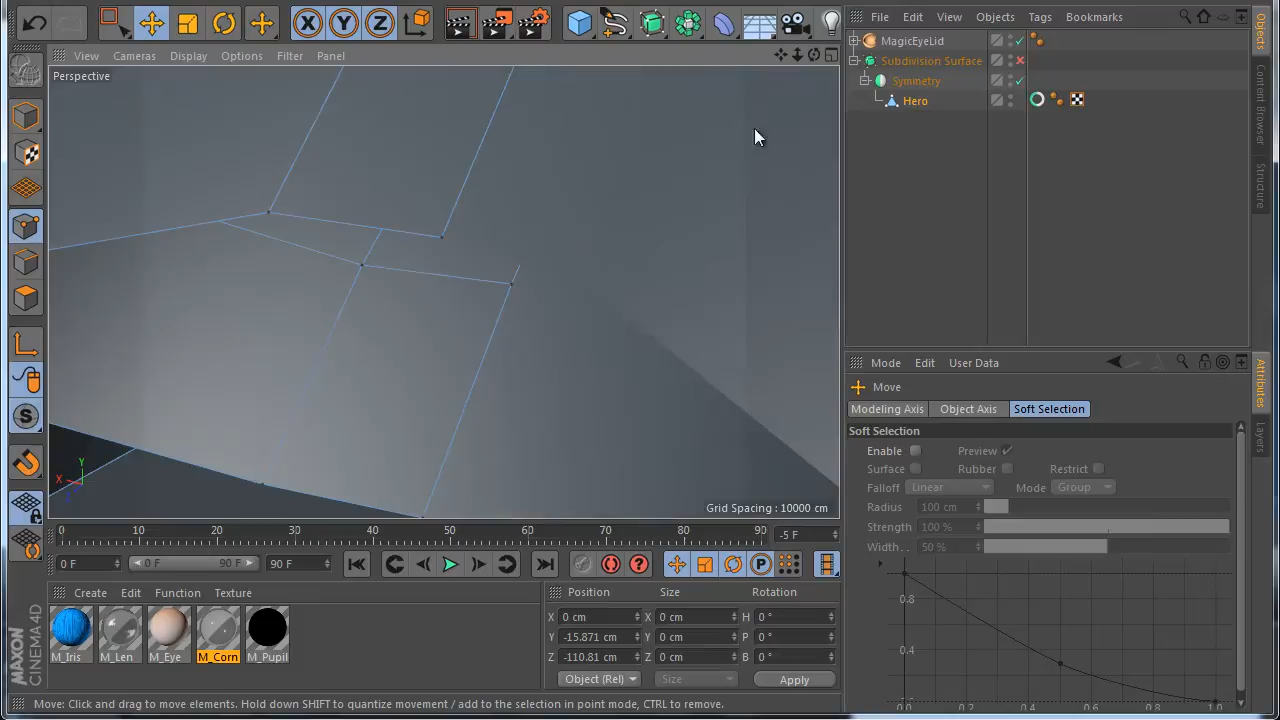 File Edit View Objects Tags Bookmarks
View Cameras Display Options Filter Panel
Perspective
MagicEyeLid
Subdivision Surface
Symmetry
Hero
Objects
Content Browser
Structure
X
Y
Z
Grid Spacing : 10000 cm
Mode Edit User Data
Move
Modeling Axis Object Axis Soft Selection
Soft Selection
Enable Preview
Surface Rubber Restrict
Falloff Linear Mode Group
Radius 100 cm
Strength 100 %
Width . . 50 %
0.8
0.4
0.0 0.2 0.4 0.6 0.8 1.0
Attributes
Layers
0 10 20 30 40 50 60 70 80 90 -5 F
0 F 0 F 90 F 90 F
Create Edit Function Texture
M_Iris M_Len M_Eye M_Corn M_Pupil
Position Size Rotation
X 0 cm X 0 cm H 0 °
Y -15.871 cm Y 0 cm P 0 °
Z -110.81 cm Z 0 cm B 0 °
Object (Rel) Size Apply
MAXON
CINEMA 4D
Move: Click and drag to move elements. Hold down SHIFT to quantize movement / add to the selection in point mode, CTRL to remove.